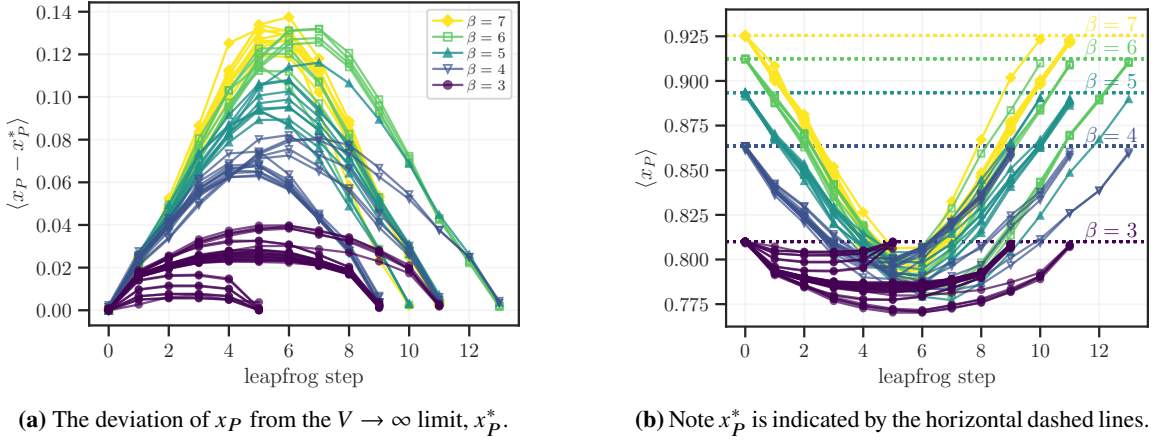 ⟨x_P − x*_P⟩
0.14
0.12
0.10
0.08
0.06
0.04
0.02
0.00
β = 7
β = 6
β = 5
β = 4
β = 3
0 2 4 6 8 10 12
leapfrog step
(a) The deviation of x_P from the V → ∞ limit, x*_P.
⟨x_P⟩
0.925
0.900
0.875
0.850
0.825
0.800
0.775
β = 7
β = 6
β = 5
β = 4
β = 3
0 2 4 6 8 10 12
leapfrog step
(b) Note x*_P is indicated by the horizontal dashed lines.